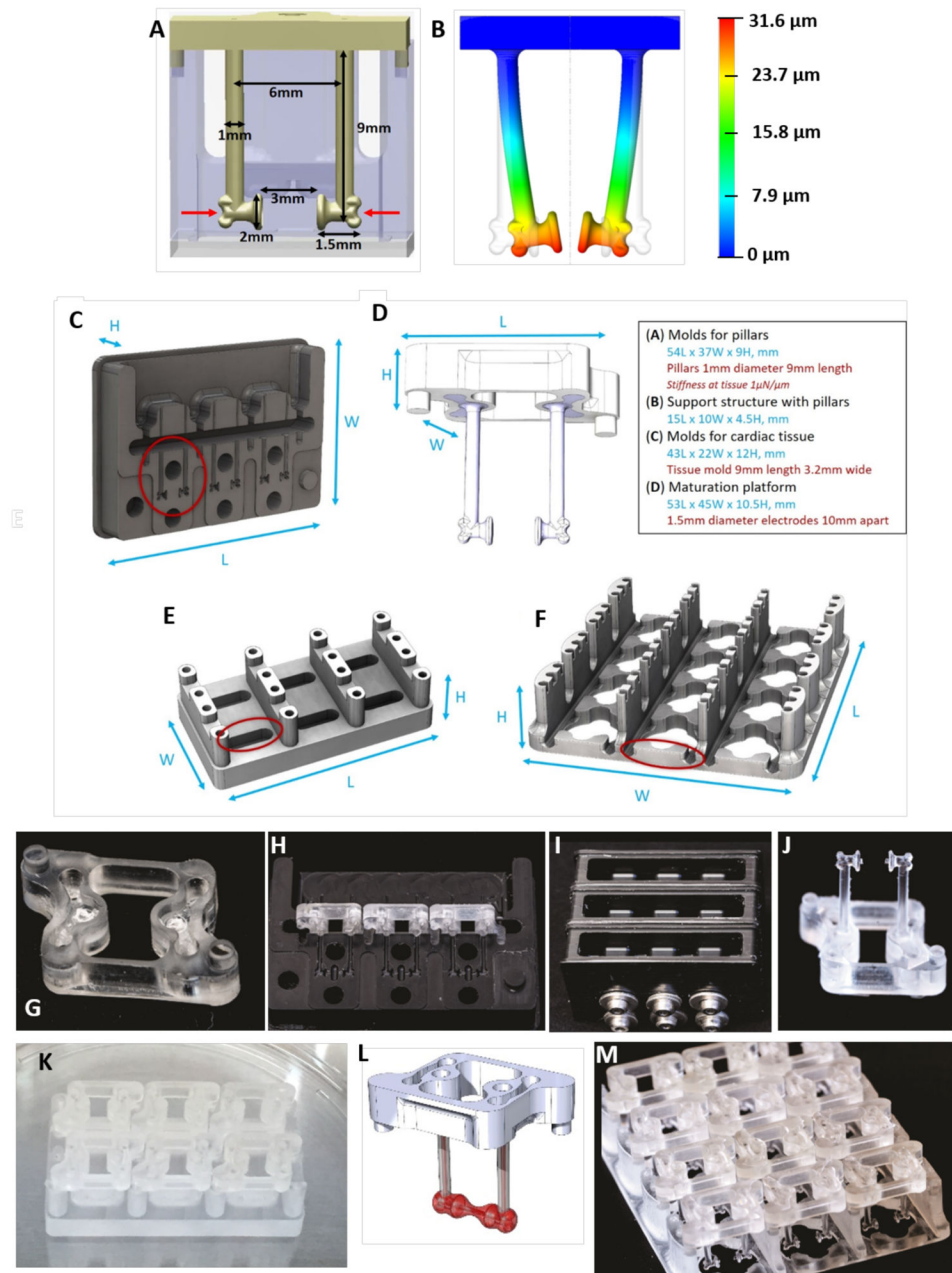 A
6mm
1mm
9mm
3mm
2mm
1.5mm
B
31.6 µm
23.7 µm
15.8 µm
7.9 µm
0 µm
C
H
W
L
D
L
H
W
(A) Molds for pillars
54L x 37W x 9H, mm
Pillars 1mm diameter 9mm length
Stiffness at tissue 1µN/µm
(B) Support structure with pillars
15L x 10W x 4.5H, mm
(C) Molds for cardiac tissue
43L x 22W x 12H, mm
Tissue mold 9mm length 3.2mm wide
(D) Maturation platform
53L x 45W x 10.5H, mm
1.5mm diameter electrodes 10mm apart
E
E
H
W
L
F
H
L
W
G
H
I
J
K
L
M